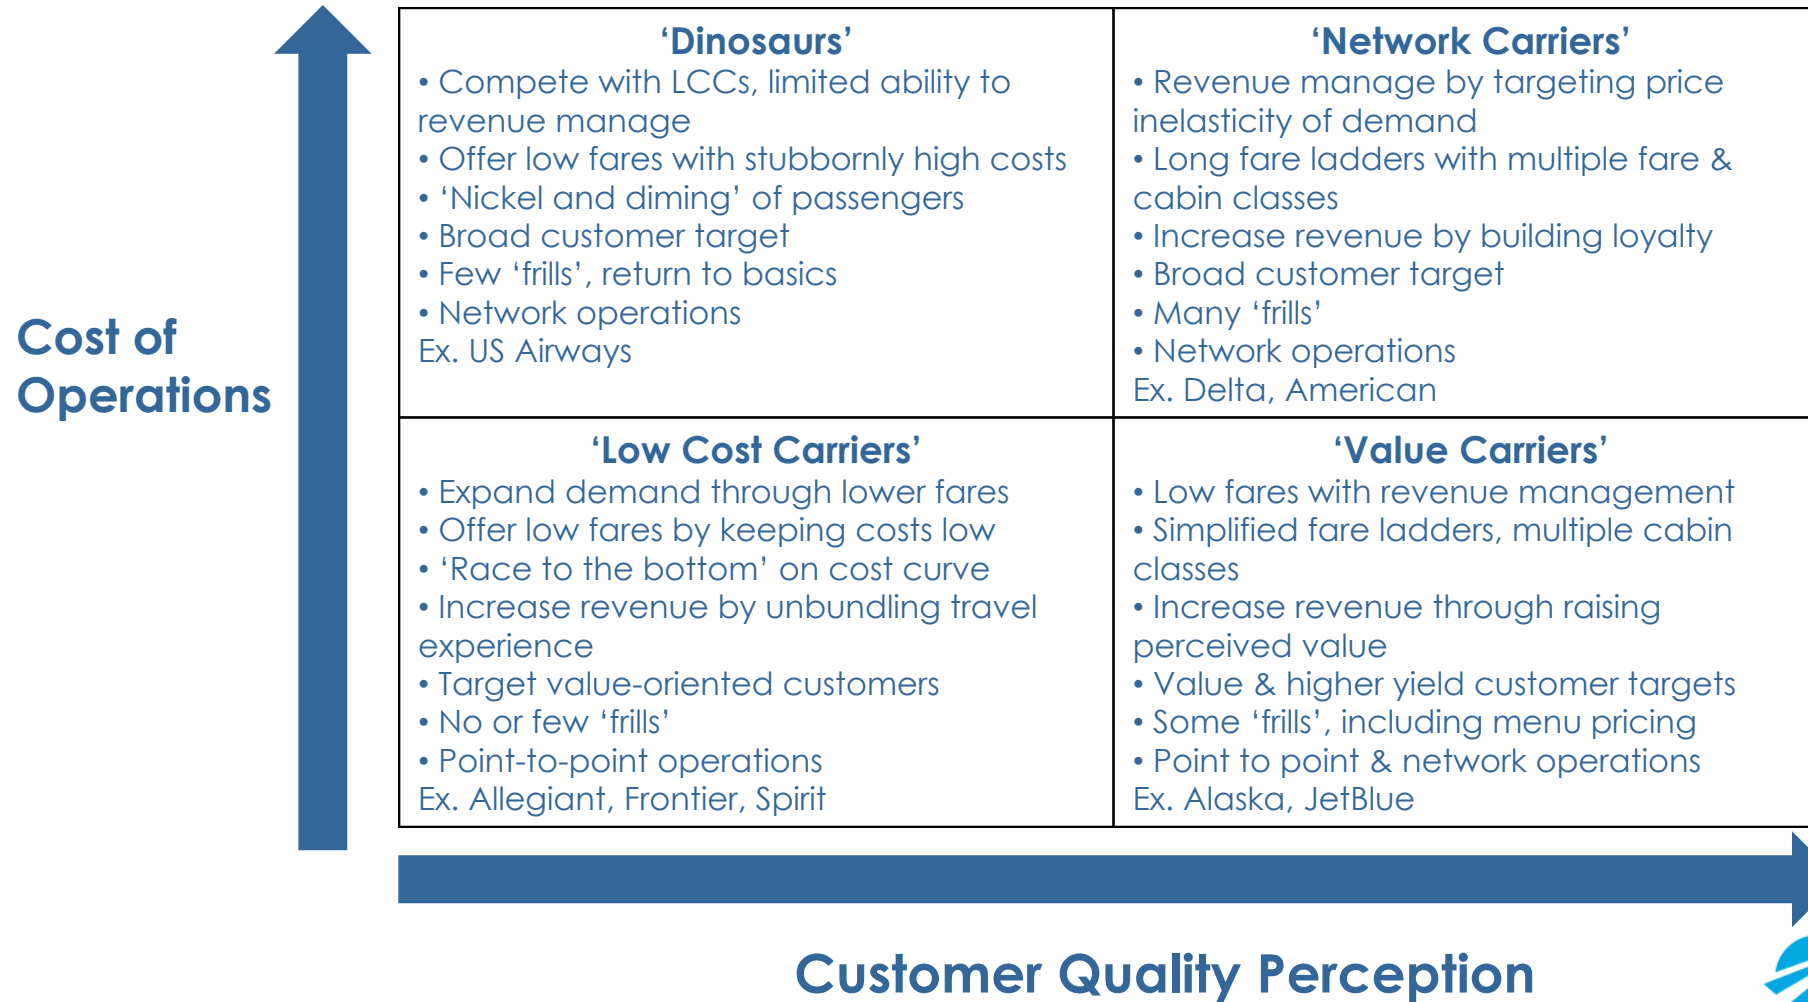 Cost of
Operations
‘Dinosaurs’
• Compete with LCCs, limited ability to
revenue manage
• Offer low fares with stubbornly high costs
• ‘Nickel and diming’ of passengers
• Broad customer target
• Few ‘frills’, return to basics
• Network operations
Ex. US Airways
‘Network Carriers’
• Revenue manage by targeting price
inelasticity of demand
• Long fare ladders with multiple fare &
cabin classes
• Increase revenue by building loyalty
• Broad customer target
• Many ‘frills’
• Network operations
Ex. Delta, American
‘Low Cost Carriers’
• Expand demand through lower fares
• Offer low fares by keeping costs low
• ‘Race to the bottom’ on cost curve
• Increase revenue by unbundling travel
experience
• Target value-oriented customers
• No or few ‘frills’
• Point-to-point operations
Ex. Allegiant, Frontier, Spirit
‘Value Carriers’
• Low fares with revenue management
• Simplified fare ladders, multiple cabin
classes
• Increase revenue through raising
perceived value
• Value & higher yield customer targets
• Some ‘frills’, including menu pricing
• Point to point & network operations
Ex. Alaska, JetBlue
Customer Quality Perception